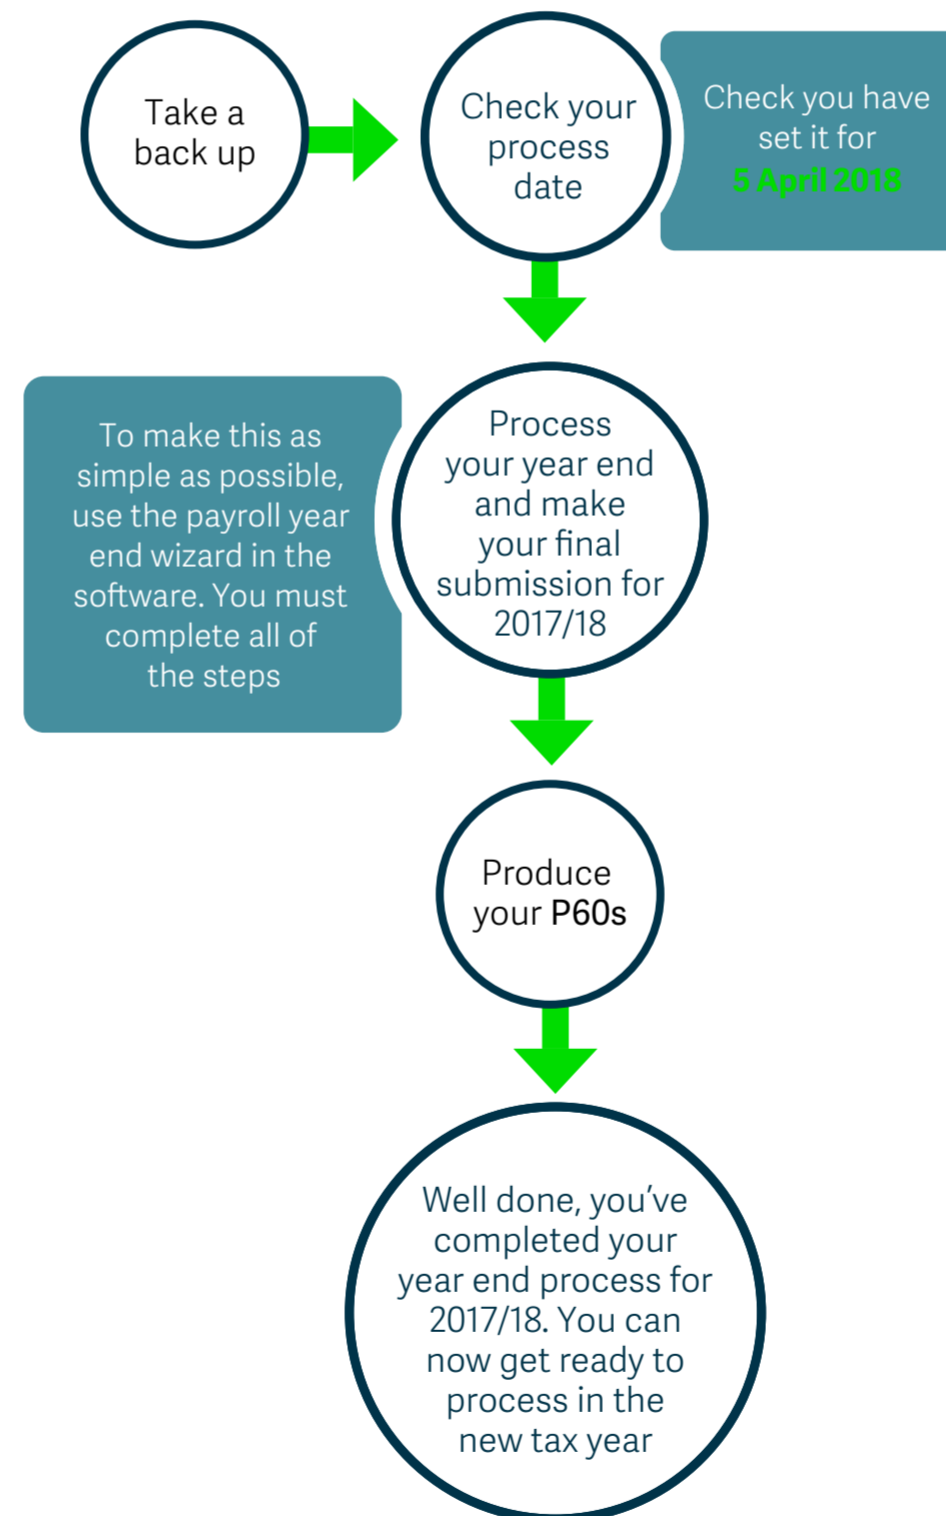 Take a
back up
Check your
process
date
Check you have
set it for
5 April 2018
To make this as
simple as possible,
use the payroll year
end wizard in the
software. You must
complete all of
the steps
Process
your year end
and make
your final
submission for
2017/18
Produce
your P60s
Well done, you’ve
completed your
year end process for
2017/18. You can
now get ready to
process in the
new tax year